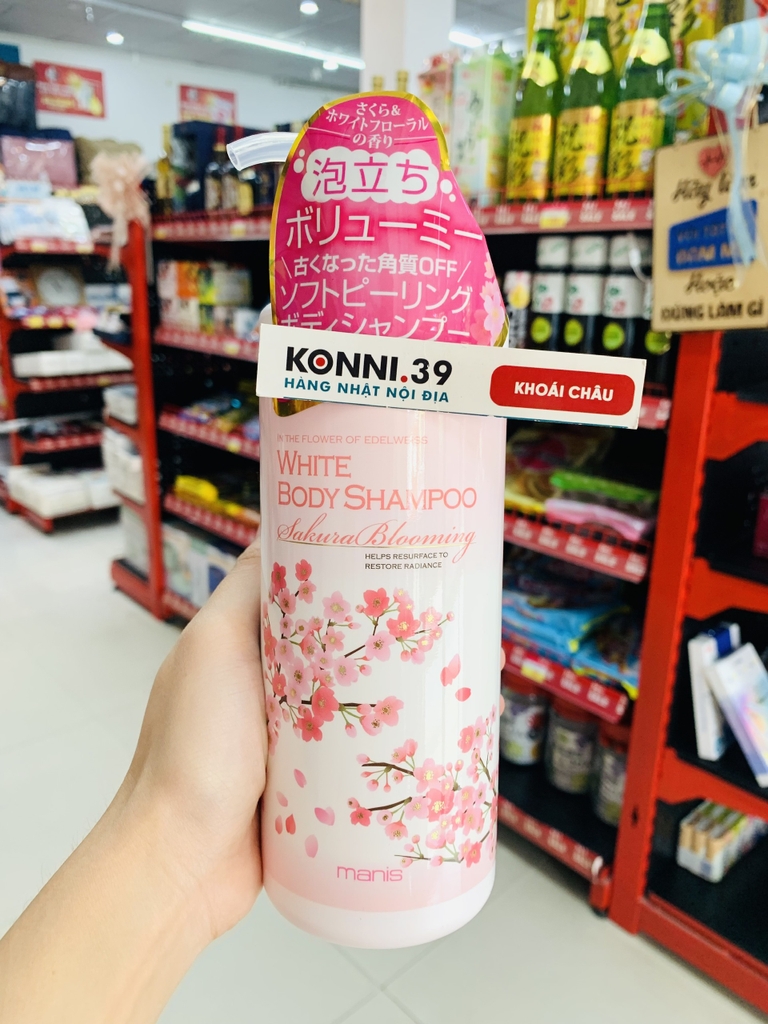 さくら&
ホワイトフローラル
の香り
泡立ち
ボリューミー
古くなった角質OFF
ソフトピーリング
ボディシャンプー
KONNI.39
HÀNG NHẬT NỘI ĐỊA
KHOÁI CHÂU
IN THE FLOWER OF EDELWEISS
WHITE
BODY SHAMPOO
Sakura Blooming
HELPS RESURFACE TO
RESTORE RADIANCE
manis
ĐỪNG LÀM GÌ